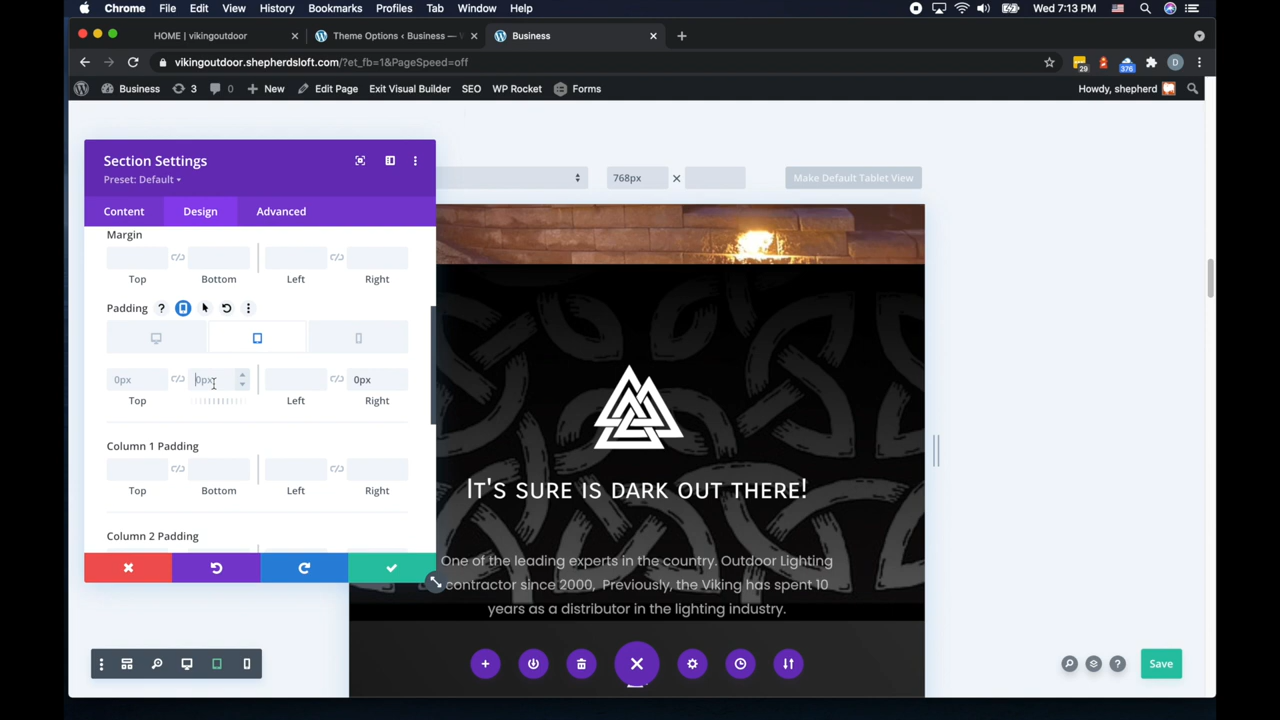 Chrome File Edit View History Bookmarks Profiles Tab Window Help Wed 7:13 PM
HOME | vikingoutdoor Theme Options ‹ Business — Business
vikingoutdoor.shepherdsloft.com/?et_fb=1&PageSpeed=off 29 376 D
Business 3 0 New Edit Page Exit Visual Builder SEO WP Rocket Forms Howdy, shepherd
Section Settings
Preset: Default
768px Make Default Tablet View
Content Design Advanced
Margin
Top Bottom Left Right
Padding ?
0px 0px 0px
Top Left Right
Column 1 Padding
Top Bottom Left Right
Column 2 Padding
It's sure is dark out there!
One of the leading experts in the country. Outdoor Lighting
contractor since 2000, Previously, the Viking has spent 10
years as a distributor in the lighting industry.
? Save